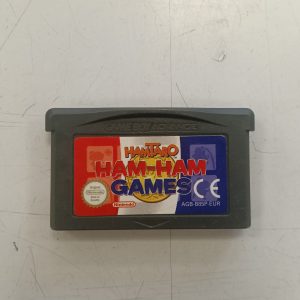 GAME BOY ADVANCE
HAMTARO
HAM-HAM
GAMES
Nintendo
CE
AGB-B85P-EUR